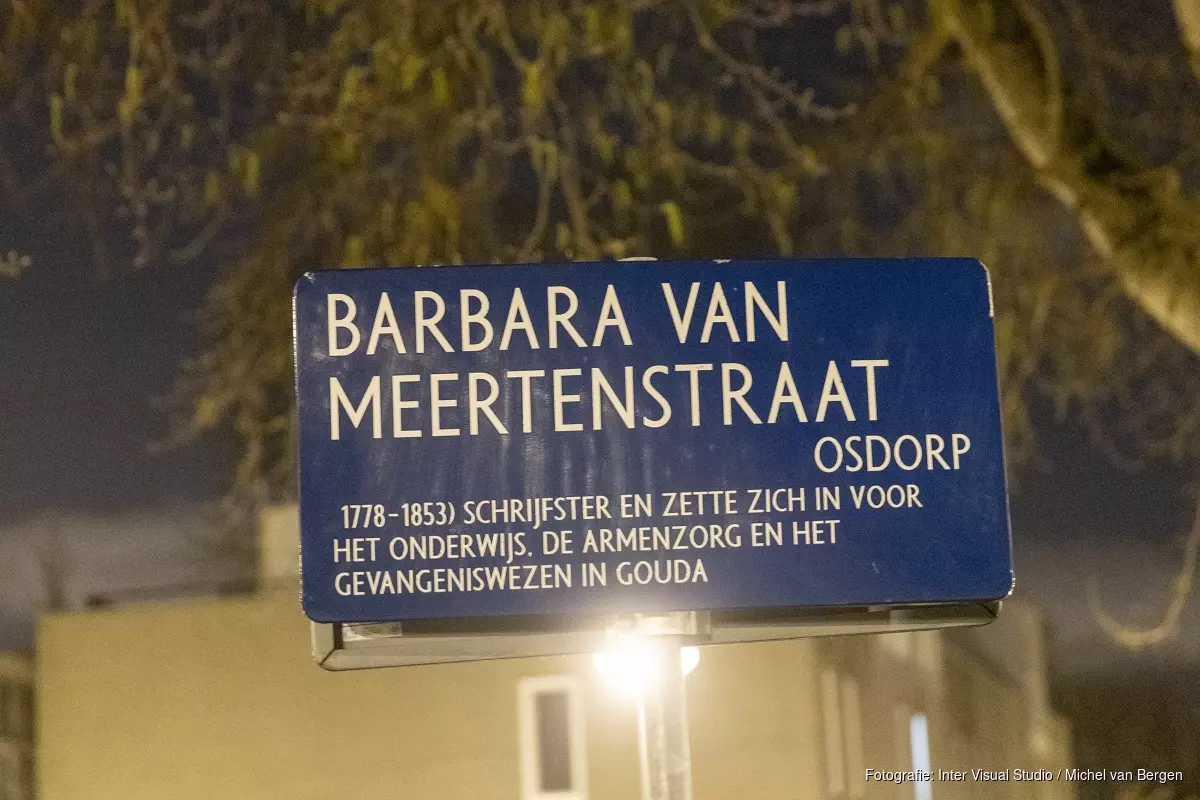 BARBARA VAN
MEERTENSTRAAT
OSDORP
1778-1853) SCHRIJFSTER EN ZETTE ZICH IN VOOR
HET ONDERWIJS. DE ARMENZORG EN HET
GEVANGENISWEZEN IN GOUDA
Fotografie: Inter Visual Studio / Michel van Bergen